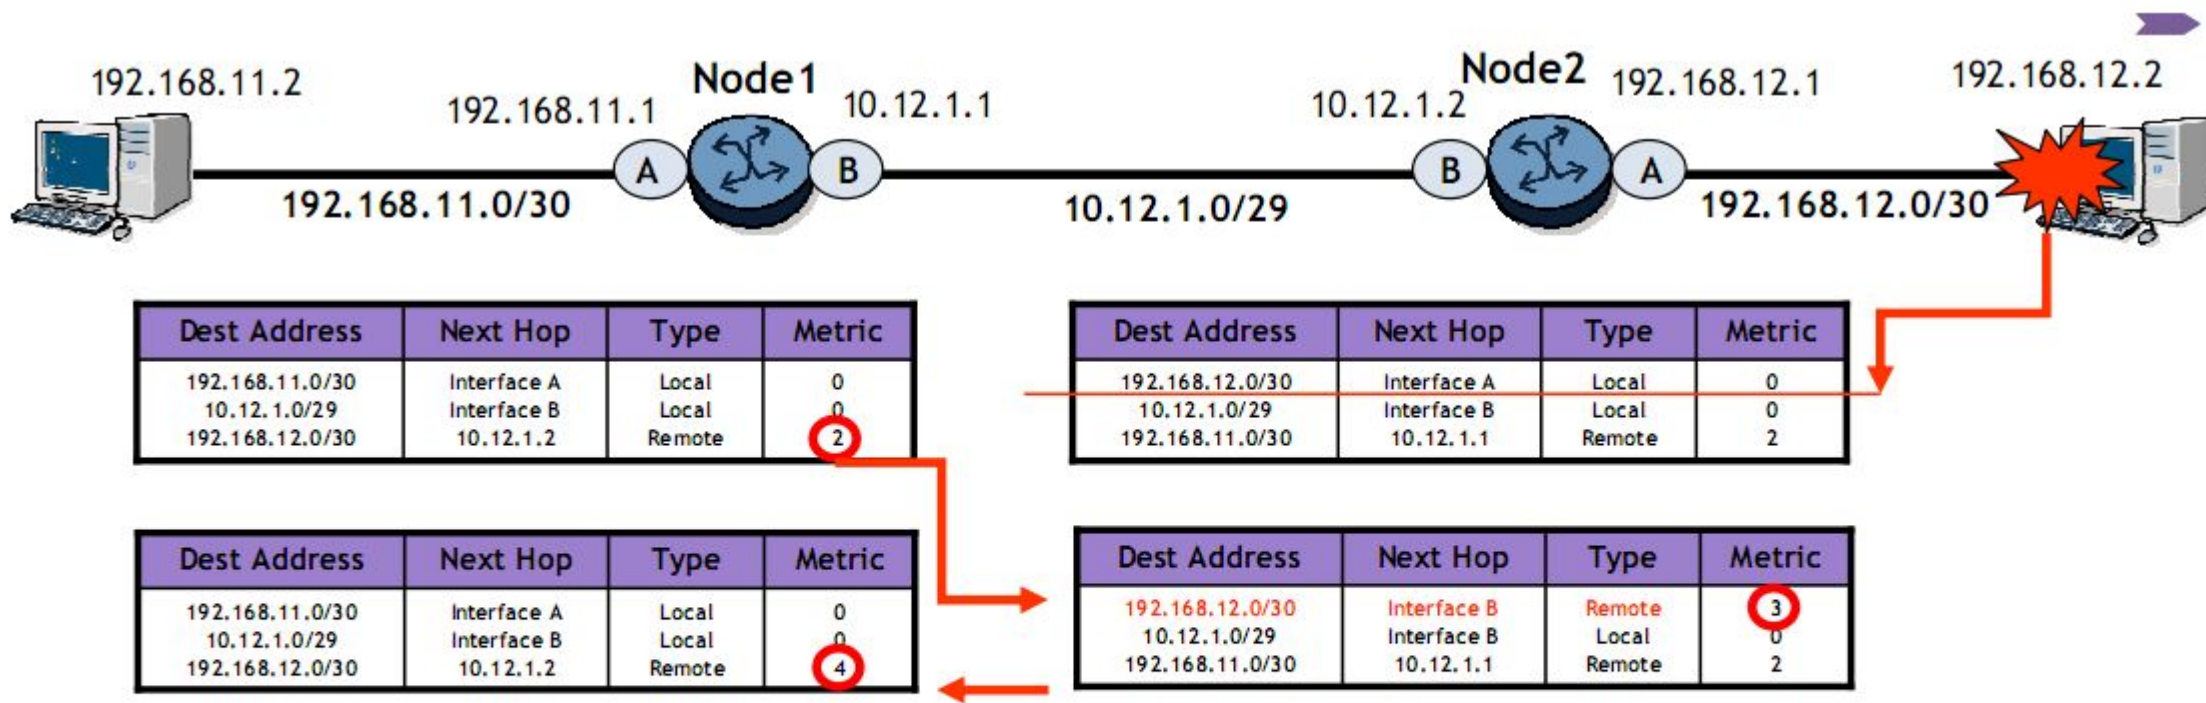 192.168.11.2
192.168.11.1
Node1
10.12.1.1
10.12.1.2
Node2
192.168.12.1
192.168.12.2
A
B
B
A
192.168.11.0/30
10.12.1.0/29
192.168.12.0/30
Dest Address Next Hop Type Metric
192.168.11.0/30 Interface A Local 0
10.12.1.0/29 Interface B Local 0
192.168.12.0/30 10.12.1.2 Remote 2
Dest Address Next Hop Type Metric
192.168.12.0/30 Interface A Local 0
10.12.1.0/29 Interface B Local 0
192.168.11.0/30 10.12.1.1 Remote 2
Dest Address Next Hop Type Metric
192.168.11.0/30 Interface A Local 0
10.12.1.0/29 Interface B Local 0
192.168.12.0/30 10.12.1.2 Remote 4
Dest Address Next Hop Type Metric
192.168.12.0/30 Interface B Remote 3
10.12.1.0/29 Interface B Local 0
192.168.11.0/30 10.12.1.1 Remote 2